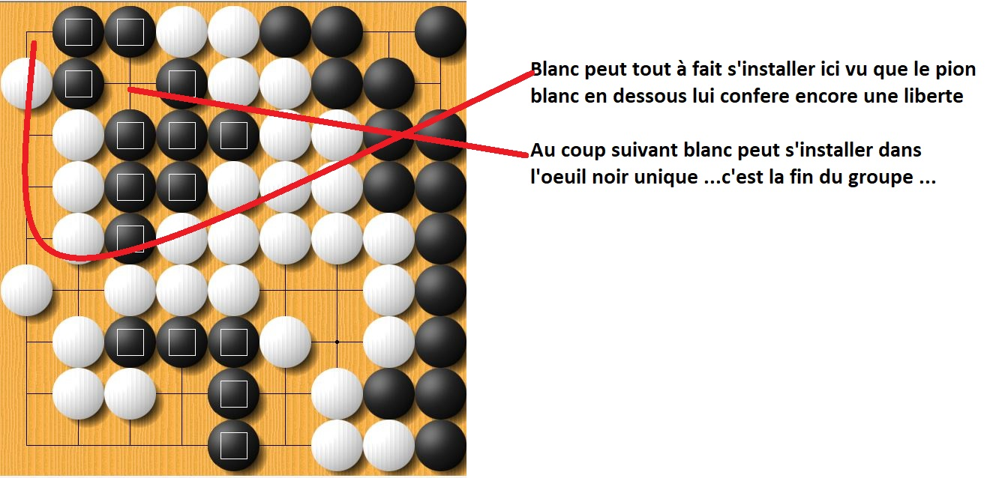 Blanc peut tout à fait s'installer ici vu que le pion
blanc en dessous lui confere encore une liberte
Au coup suivant blanc peut s'installer dans
l'oeuil noir unique ...c'est la fin du groupe ...